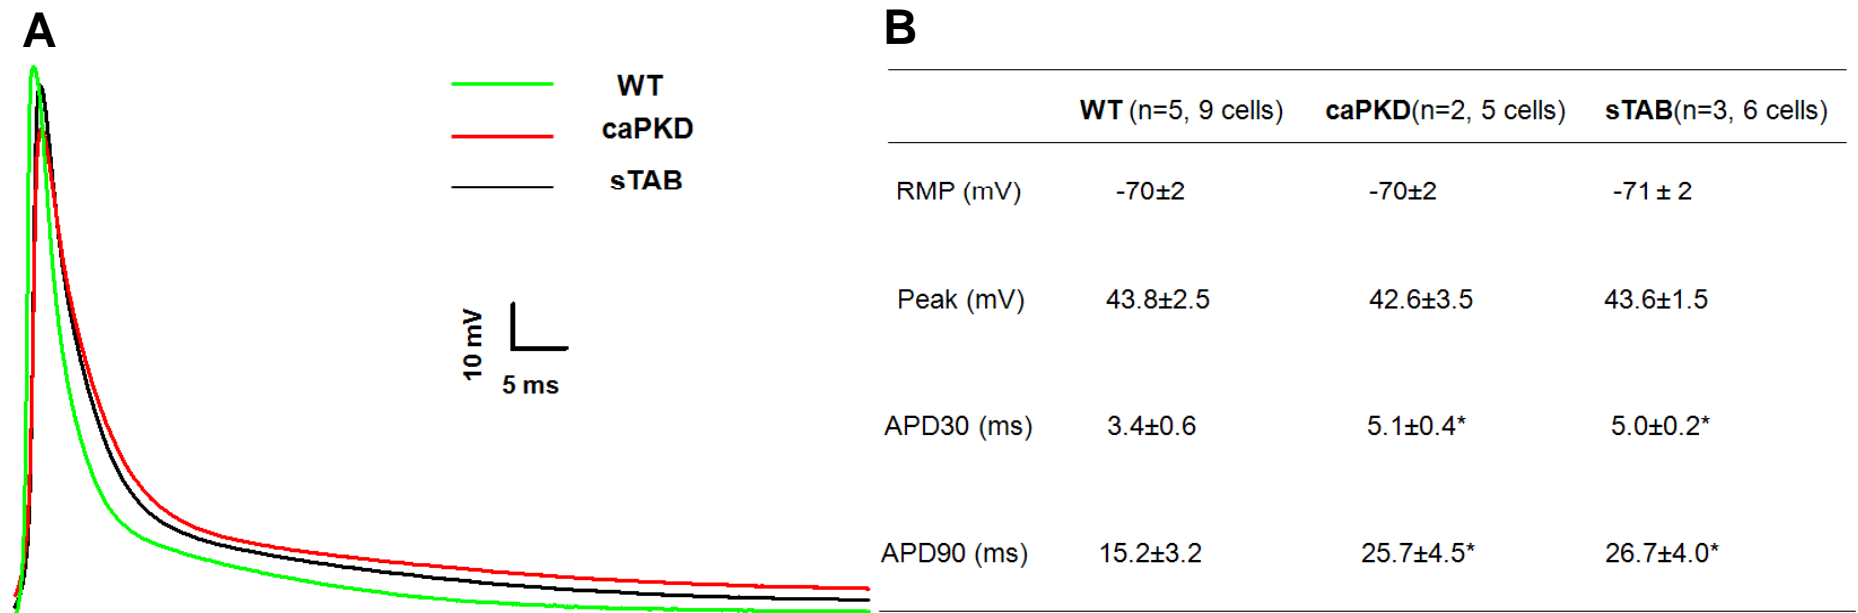 A
WT
caPKD
sTAB
10 mV
5 ms
B
WT (n=5, 9 cells) caPKD(n=2, 5 cells) sTAB(n=3, 6 cells)
RMP (mV) -70±2 -70±2 -71 ± 2
Peak (mV) 43.8±2.5 42.6±3.5 43.6±1.5
APD30 (ms) 3.4±0.6 5.1±0.4* 5.0±0.2*
APD90 (ms) 15.2±3.2 25.7±4.5* 26.7±4.0*